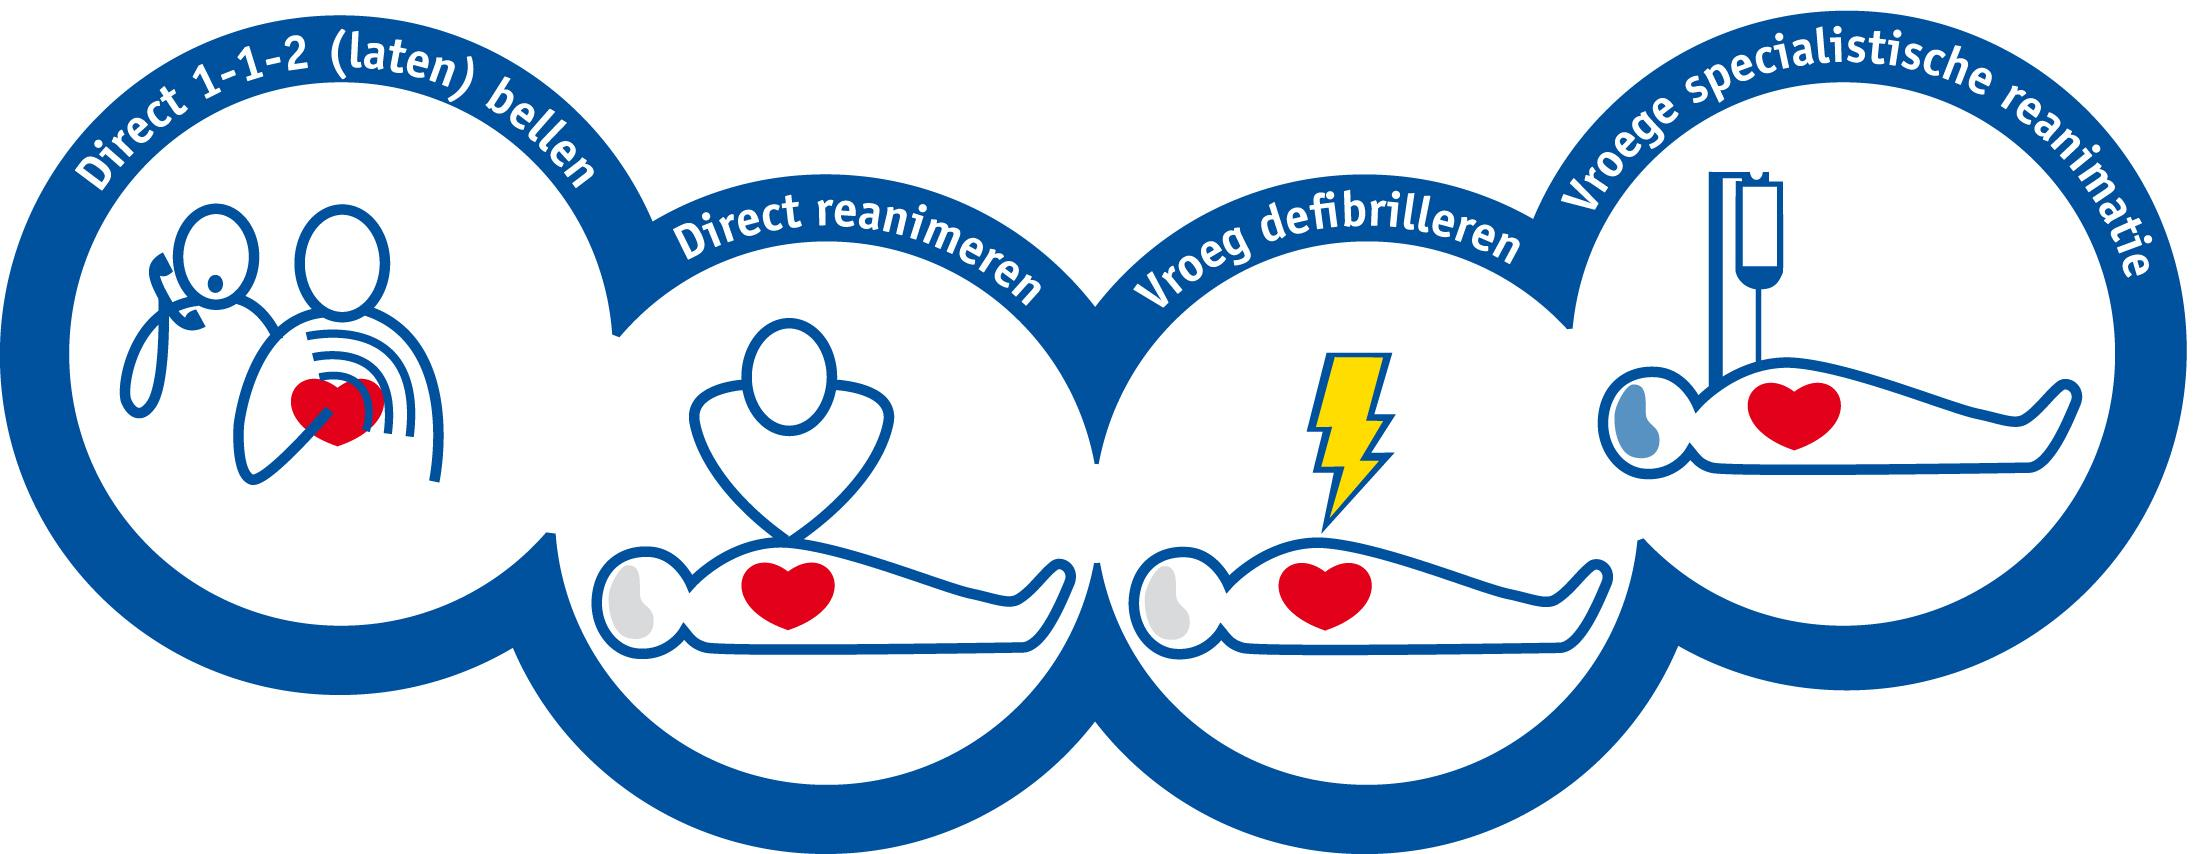 Direct 1-1-2 (laten) bellen
Direct reanimeren
Vroeg defibrilleren
Vroege specialistische reanimatie